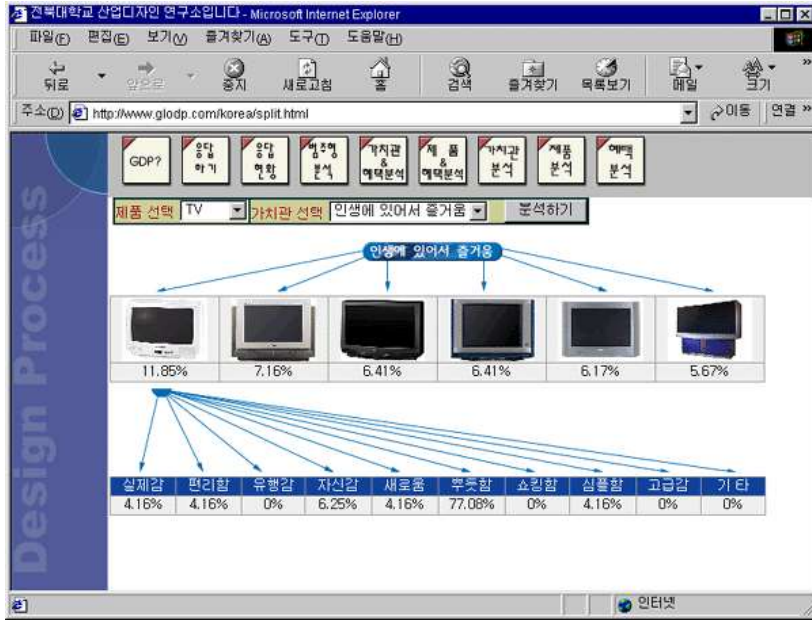 전북대학교 산업디자인 연구소입니다 - Microsoft Internet Explorer
파일(F) 편집(E) 보기(V) 즐겨찾기(A) 도구(T) 도움말(H)
뒤로 앞으로 중지 새로고침 홈 검색 즐겨찾기 목록보기 메일 크기
주소(D) http://www.glodp.com/korea/split.html 이동 연결
GDP? 응답하기 응답현황 범주형분석 가치관&혜택분석 제품&혜택분석 가치관분석 제품분석 혜택분석
제품 선택 TV 가치관 선택 인생에 있어서 즐거움 분석하기
인생에 있어서 즐거움
11.85% 7.16% 6.41% 6.41% 6.17% 5.67%
실제감 편리함 유행감 자신감 새로움 뿌듯함 쇼킹함 심플함 고급감 기 타
4.16% 4.16% 0% 6.25% 4.16% 77.08% 0% 4.16% 0% 0%
Design Process
인터넷